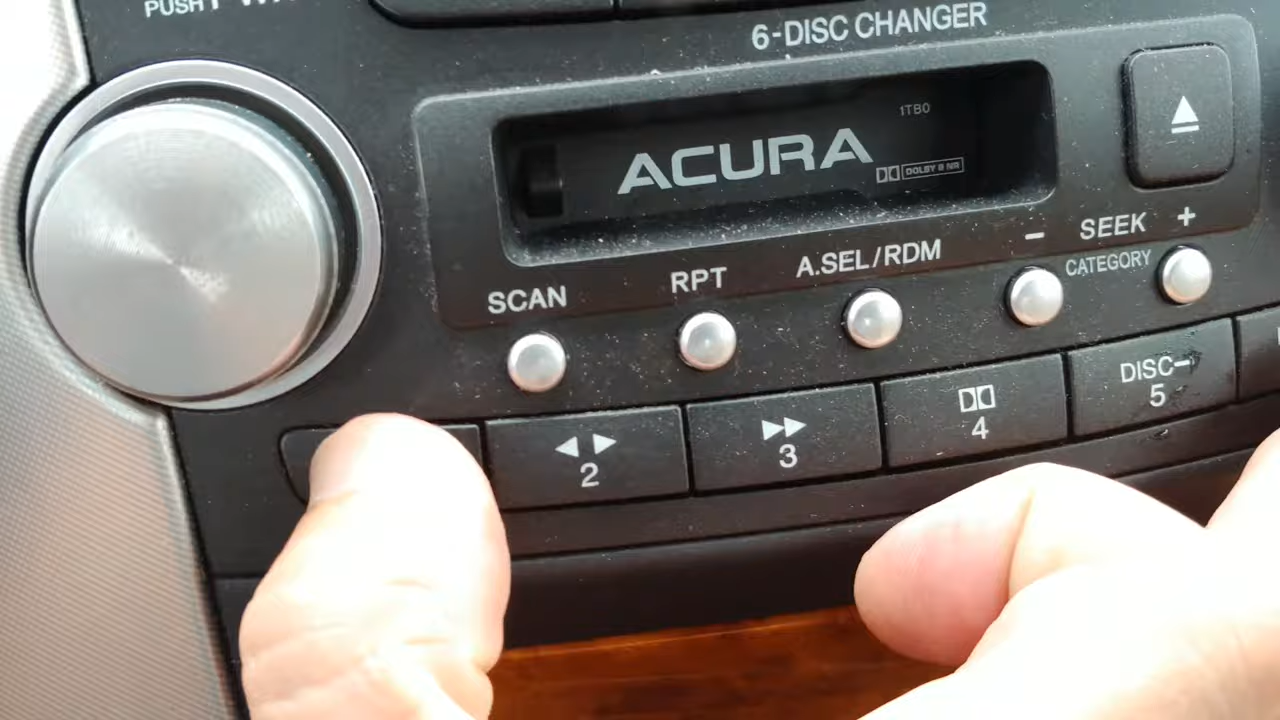 PUSH
6-DISC CHANGER
1TB0
ACURA
DOLBY B NR
SCAN
RPT
A.SEL/RDM
- SEEK +
CATEGORY
2
3
4
DISC-
5